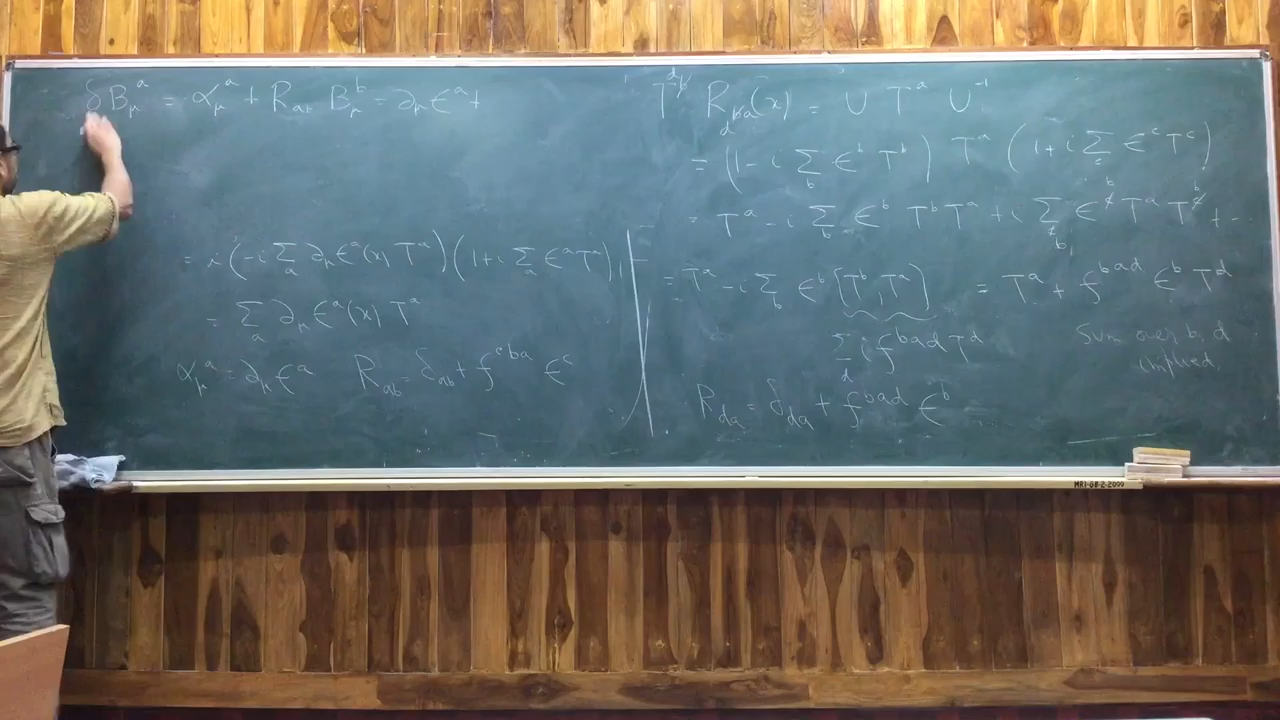 δB_μ^a = α_μ^a + R_ab B_μ^b = ∂_μ ε^a +
= i (-i Σ_a ∂_μ ε^a(x) T^a) (1 + i Σ_a ε^a T^a)
= Σ_a ∂_μ ε^a(x) T^a
α_μ^a = ∂_μ ε^a R_ab = δ_ab + f^{cba} ε^c
T^d R_da(x) = U T^a U^{-1}
= (1 - i Σ_b ε^b T^b) T^a (1 + i Σ_c ε^c T^c)
= T^a - i Σ_b ε^b T^b T^a + i Σ_b ε^b T^a T^b + ...
= T^a - i Σ_b ε^b [T^b, T^a] = T^a + f^{bad} ε^b T^d
Σ_d i f^{bad} T^d
Sum over b, d
implied.
R_da = δ_da + f^{bad} ε^b
MRI-GB-2-2000